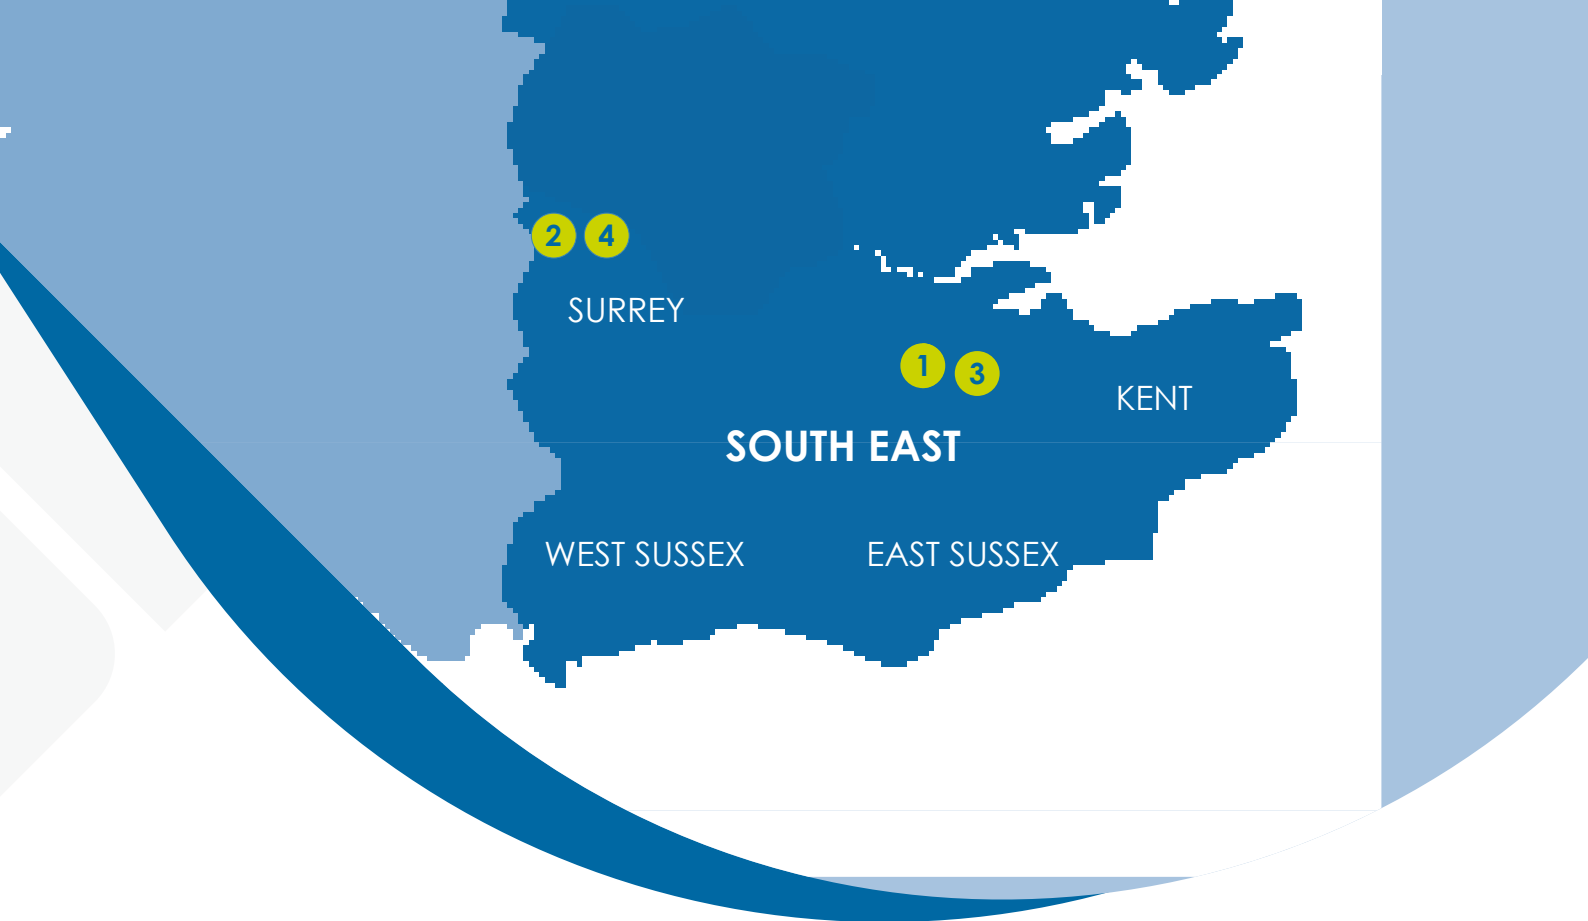 2 4
SURREY
1 3
KENT
SOUTH EAST
WEST SUSSEX
EAST SUSSEX